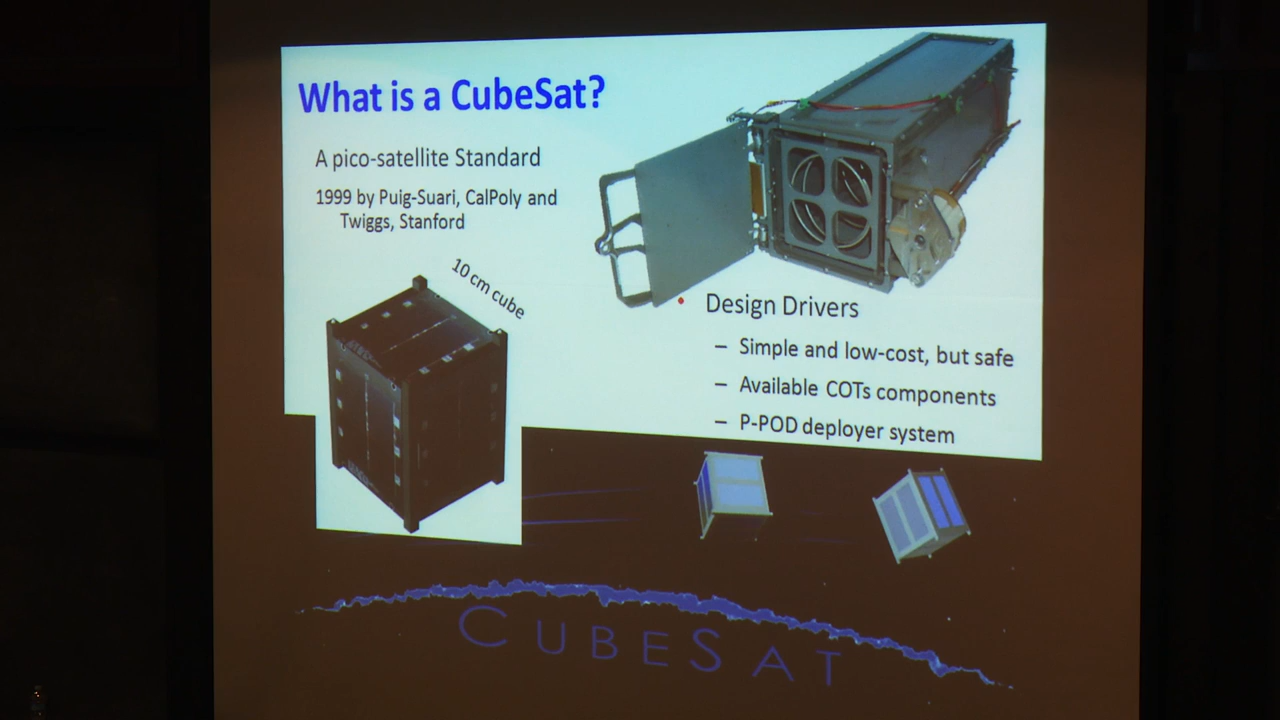 What is a CubeSat?
A pico-satellite Standard
1999 by Puig-Suari, CalPoly and
Twiggs, Stanford
10 cm cube
• Design Drivers
– Simple and low-cost, but safe
– Available COTs components
– P-POD deployer system
CUBESAT